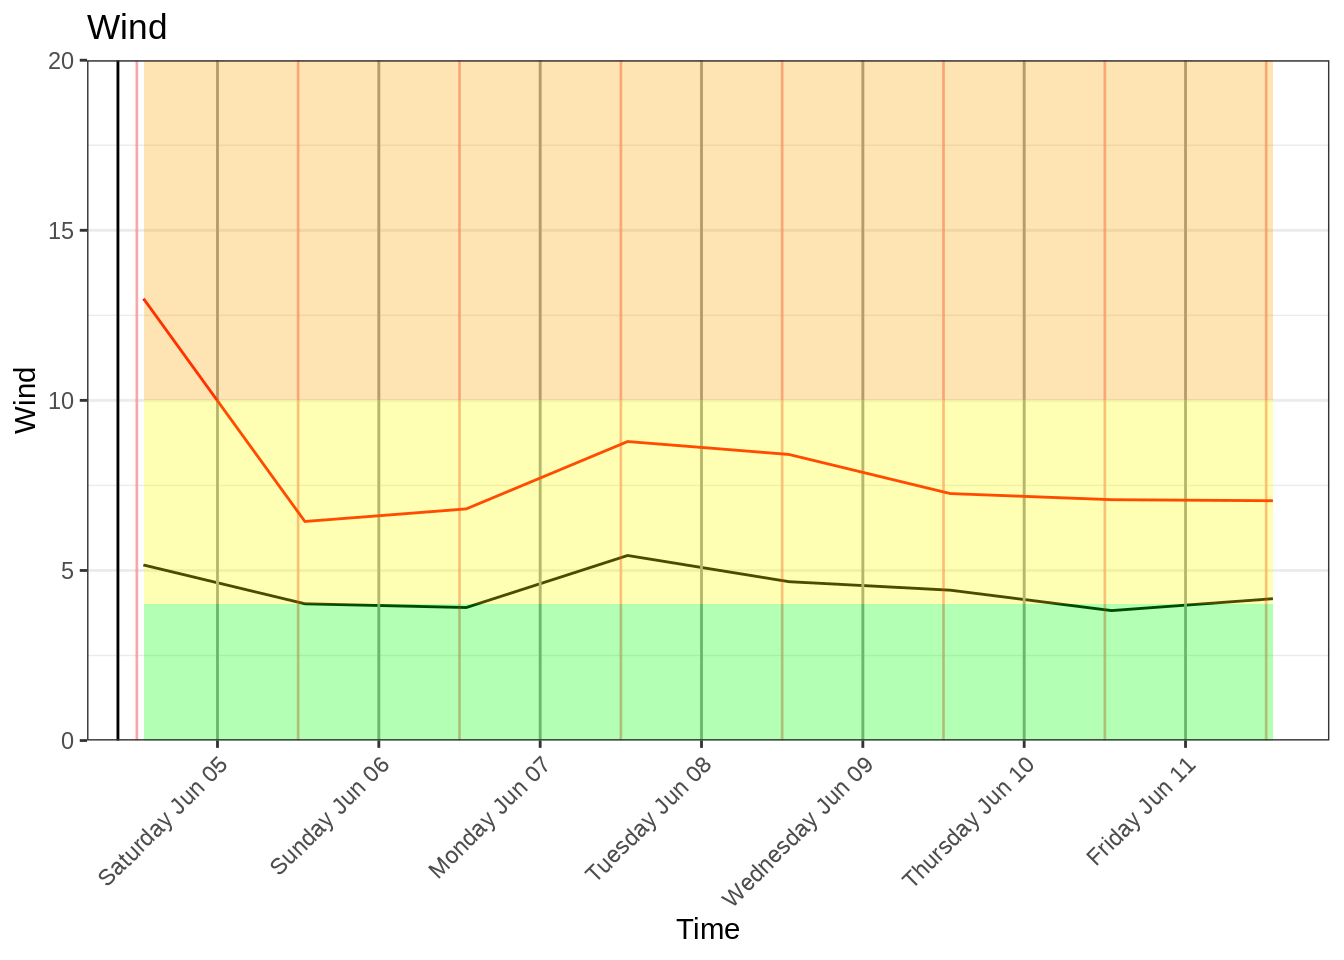 Wind
20
15
10
5
0
Wind
Saturday Jun 05
Sunday Jun 06
Monday Jun 07
Tuesday Jun 08
Wednesday Jun 09
Thursday Jun 10
Friday Jun 11
Time